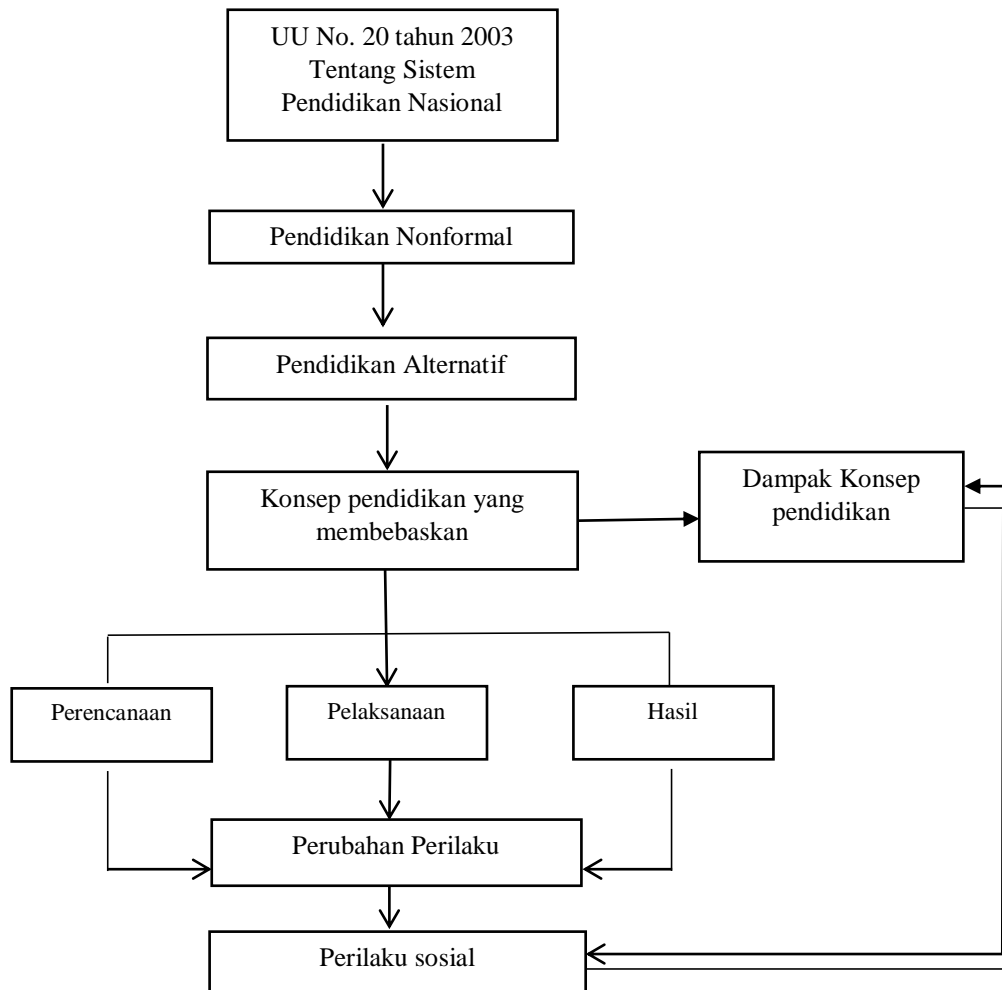 UU No. 20 tahun 2003
Tentang Sistem
Pendidikan Nasional
Pendidikan Nonformal
Pendidikan Alternatif
Konsep pendidikan yang
membebaskan
Dampak Konsep
pendidikan
Perencanaan
Pelaksanaan
Hasil
Perubahan Perilaku
Perilaku sosial